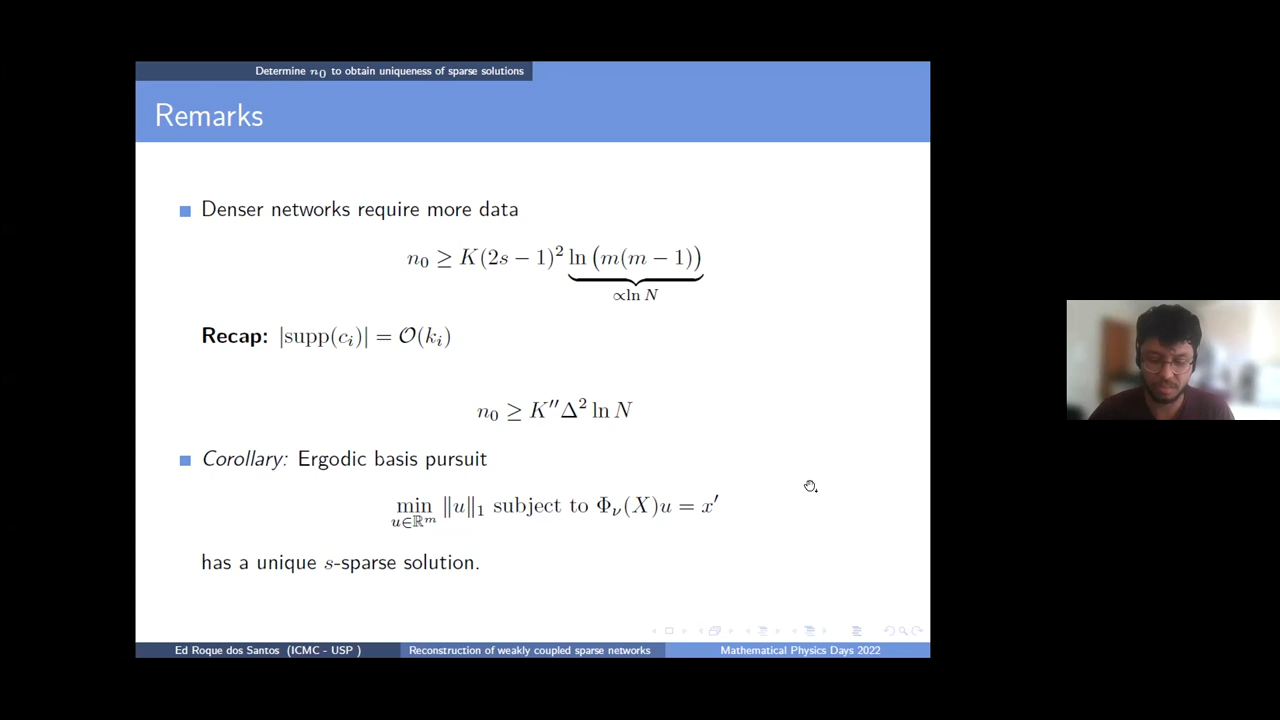 Determine n₀ to obtain uniqueness of sparse solutions
Remarks
Denser networks require more data
n₀ ≥ K(2s − 1)² ln (m(m − 1))
∝ln N
Recap: |supp(cᵢ)| = 𝒪(kᵢ)
n₀ ≥ K″Δ² ln N
Corollary: Ergodic basis pursuit
min ‖u‖₁ subject to Φ_ν(X)u = x′
u∈ℝᵐ
has a unique s-sparse solution.
Ed Roque dos Santos (ICMC - USP ) Reconstruction of weakly coupled sparse networks Mathematical Physics Days 2022